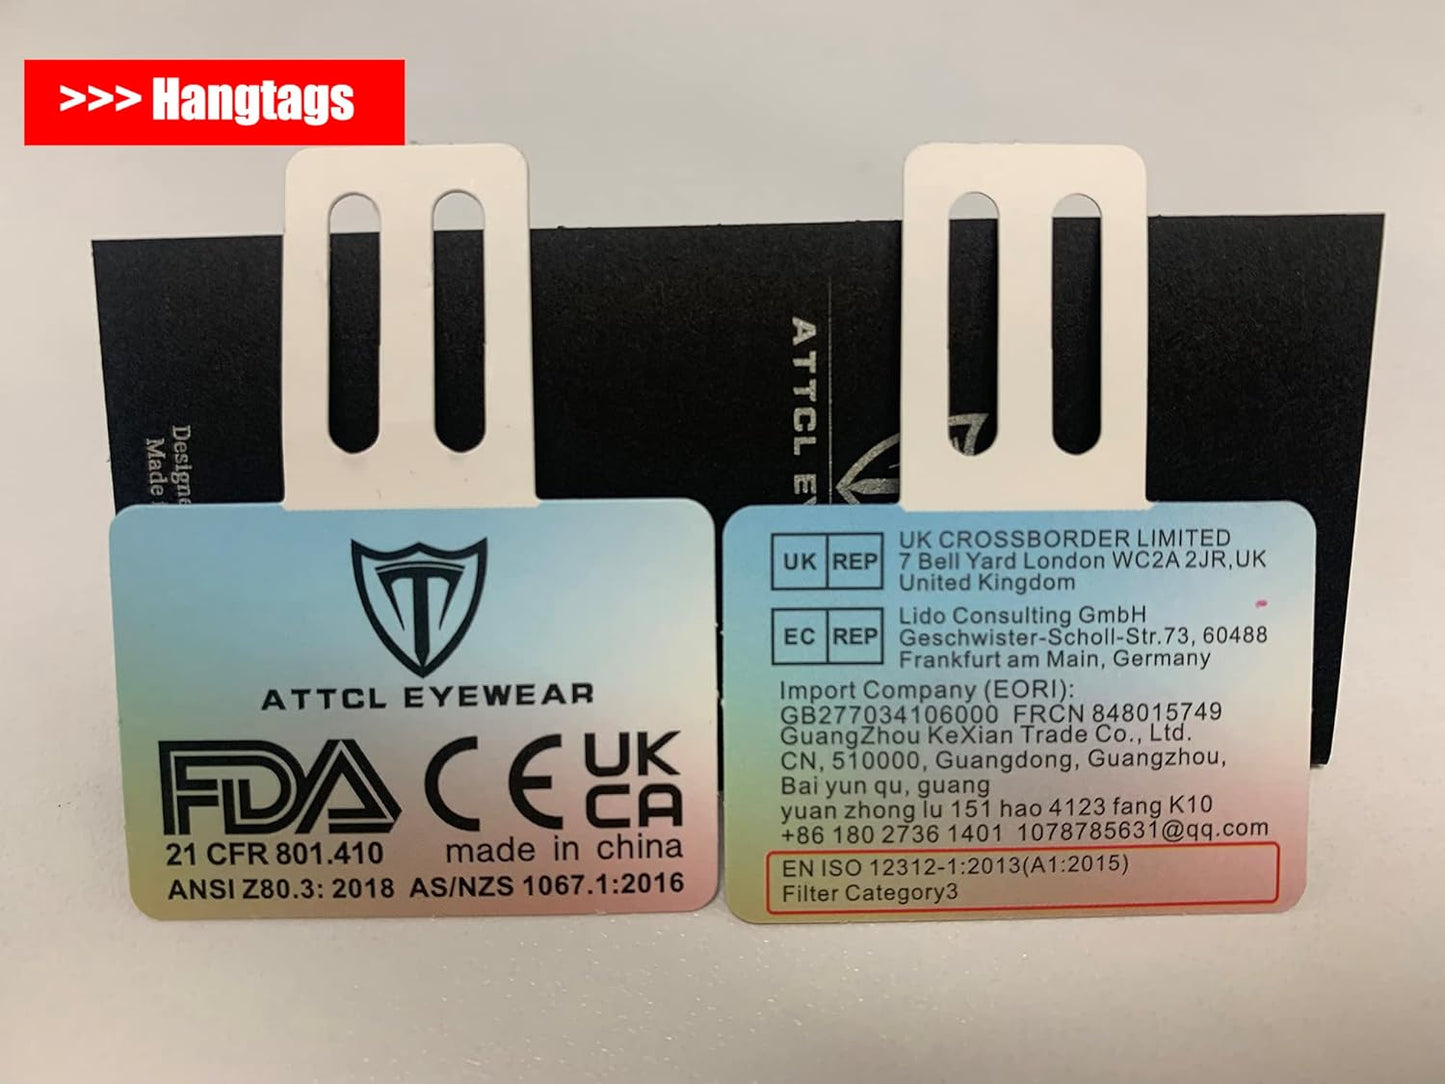 >>> Hangtags
Designe
Made
ATTCL E
ATTCL EYEWEAR
FDA CE UK
CA
21 CFR 801.410 made in china
ANSI Z80.3: 2018 AS/NZS 1067.1:2016
UK REP
UK CROSSBORDER LIMITED
7 Bell Yard London WC2A 2JR,UK
United Kingdom
EC REP
Lido Consulting GmbH
Geschwister-Scholl-Str.73, 60488
Frankfurt am Main, Germany
Import Company (EORI):
GB277034106000 FRCN 848015749
GuangZhou KeXian Trade Co., Ltd.
CN, 510000, Guangdong, Guangzhou,
Bai yun qu, guang
yuan zhong lu 151 hao 4123 fang K10
+86 180 2736 1401 1078785631@qq.com
EN ISO 12312-1:2013(A1:2015)
Filter Category3